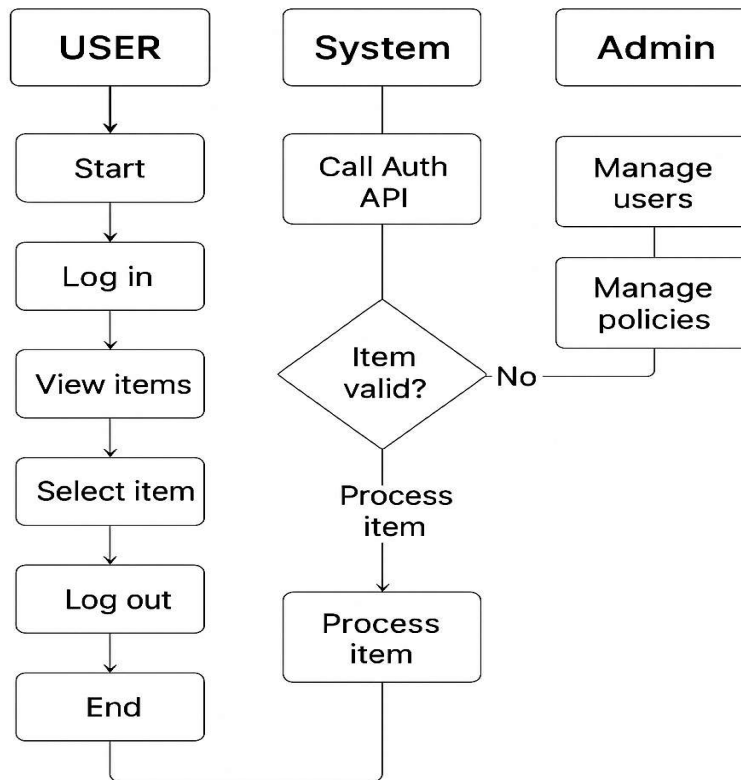 USER
Start
Log in
View items
Select item
Log out
End
System
Call Auth
API
Item
valid?
No
Process
item
Process
item
Admin
Manage
users
Manage
policies